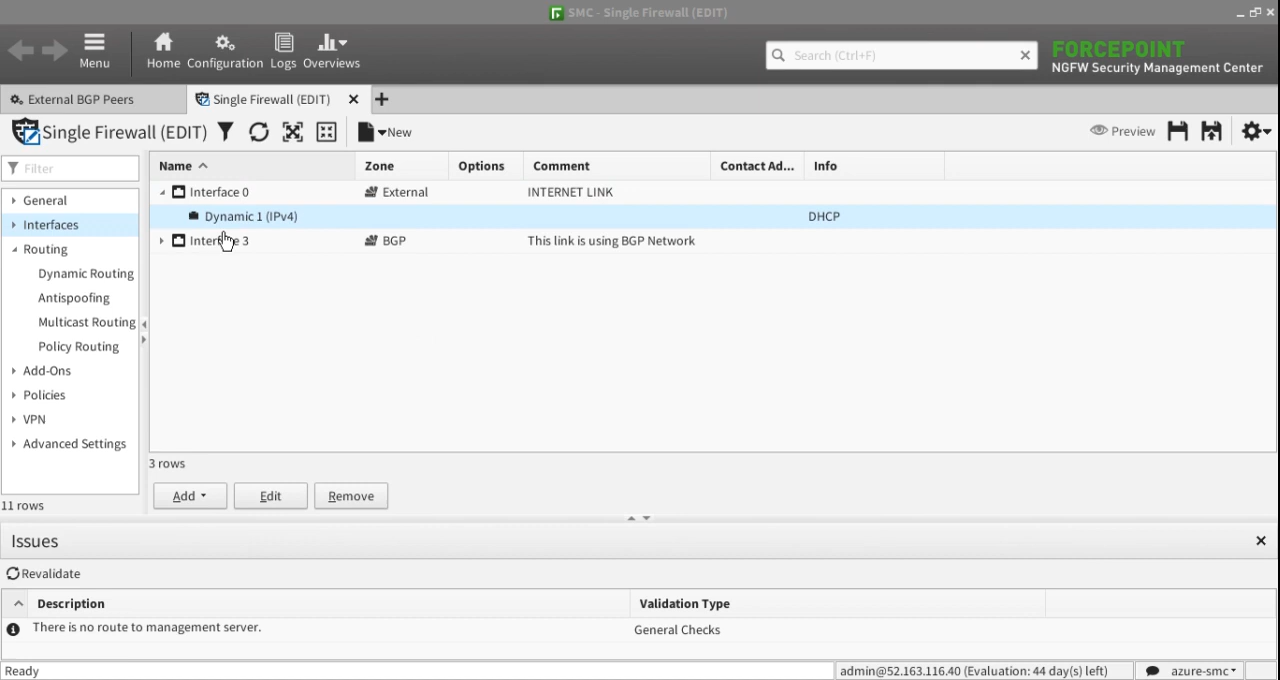 SMC - Single Firewall (EDIT)
Menu
Home
Configuration
Logs
Overviews
Search (Ctrl+F)
FORCEPOINT
NGFW Security Management Center
External BGP Peers
Single Firewall (EDIT)
Single Firewall (EDIT)
New
Preview
Filter
General
Interfaces
Routing
Dynamic Routing
Antispoofing
Multicast Routing
Policy Routing
Add-Ons
Policies
VPN
Advanced Settings
11 rows
Name Zone Options Comment Contact Ad... Info
Interface 0 External INTERNET LINK
Dynamic 1 (IPv4) DHCP
Interface 3 BGP This link is using BGP Network
3 rows
Add Edit Remove
Issues
Revalidate
Description Validation Type
There is no route to management server. General Checks
Ready admin@52.163.116.40 (Evaluation: 44 day(s) left) azure-smc